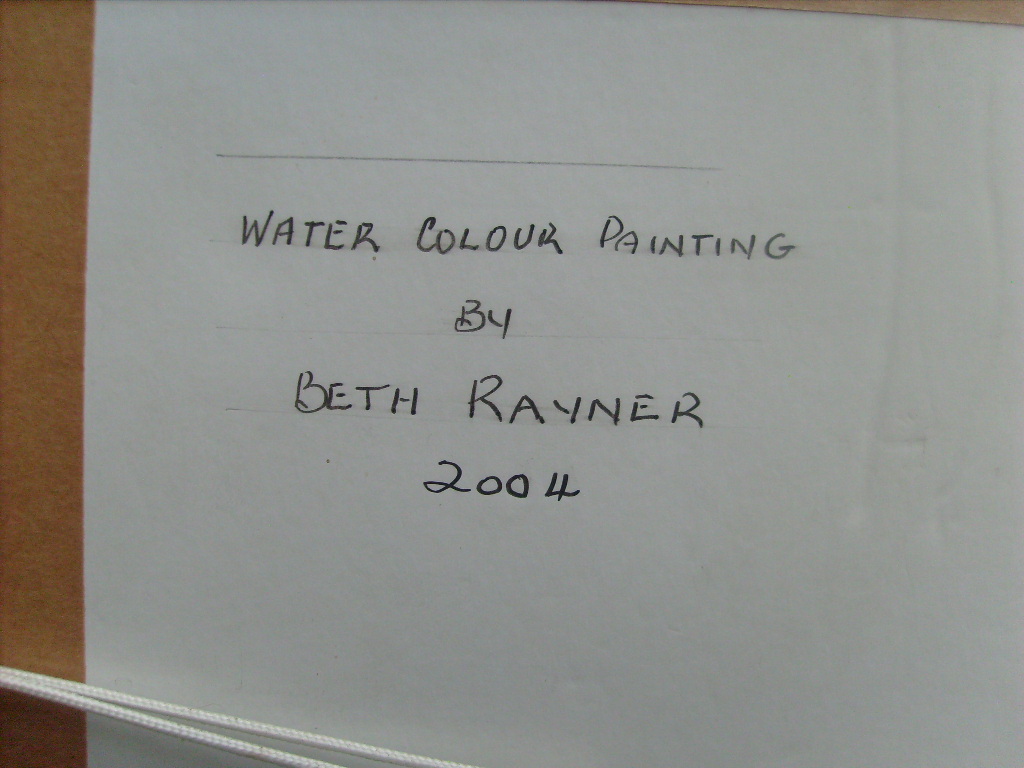 WATER COLOUR PAINTING
BY
BETH RAYNER
2004